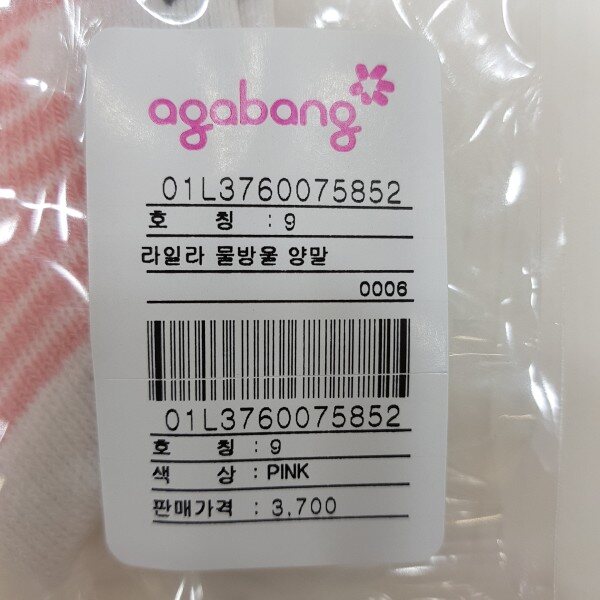 agabang
01L3760075852
호 칭 : 9
라일라 물방울 양말
0006
01L3760075852
호 칭 : 9
색 상 : PINK
판매가격 : 3,700